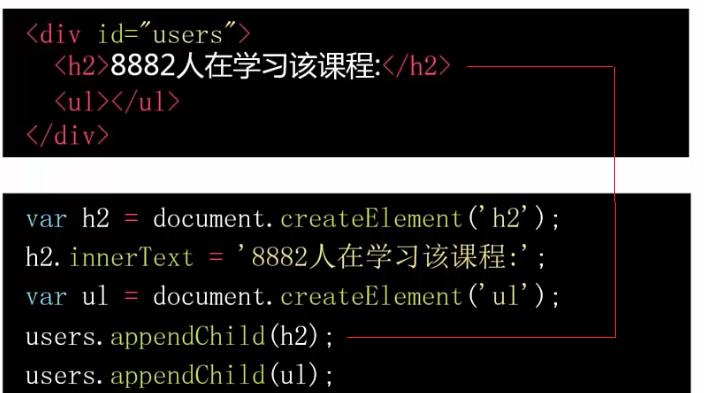 <div id="users">
<h2>8882人在学习该课程:</h2>
<ul></ul>
</div>
var h2 = document.createElement('h2');
h2.innerText = '8882人在学习该课程:';
var ul = document.createElement('ul');
users.appendChild(h2);
users.appendChild(ul);